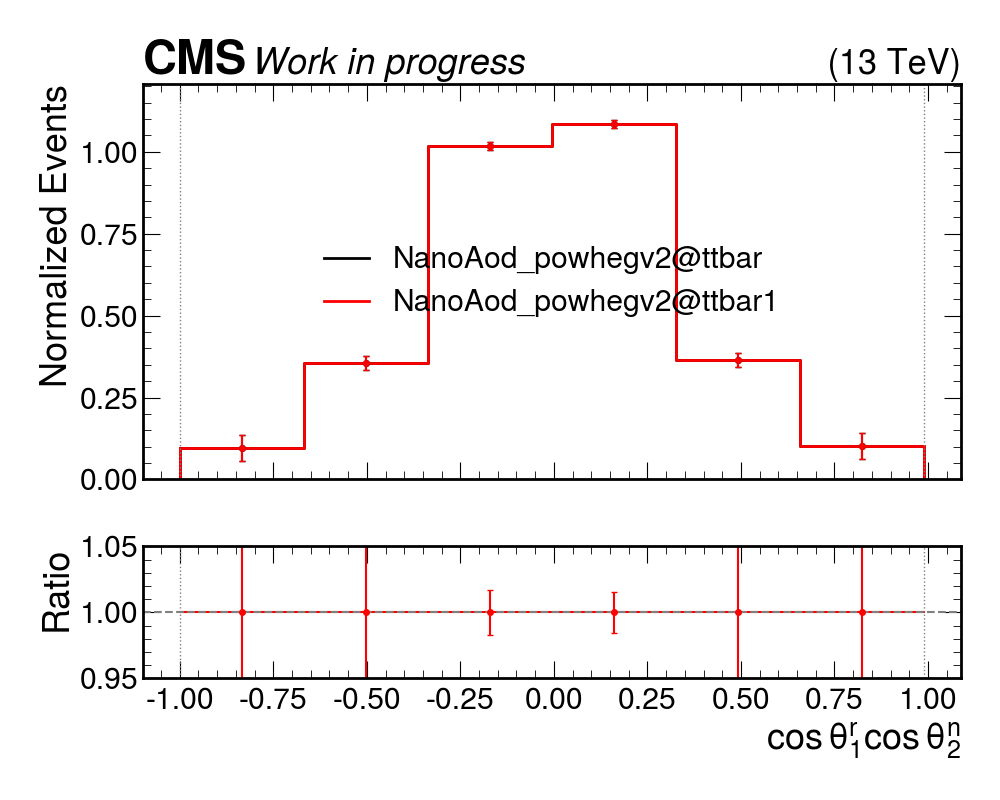 CMS Work in progress (13 TeV)
Normalized Events
1.00
0.75
0.50
0.25
0.00
NanoAod_powhegv2@ttbar
NanoAod_powhegv2@ttbar1
Ratio
1.05
1.00
0.95
-1.00 -0.75 -0.50 -0.25 0.00 0.25 0.50 0.75 1.00
cos θ₁ʳ cos θ₂ⁿ